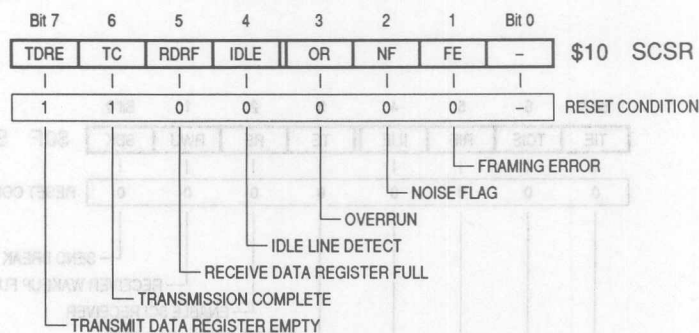 Bit 7 6 5 4 3 2 1 Bit 0
TDRE TC RDRF IDLE OR NF FE – $10 SCSR
1 1 0 0 0 0 0 – RESET CONDITION
FRAMING ERROR
NOISE FLAG
OVERRUN
IDLE LINE DETECT
RECEIVE DATA REGISTER FULL
TRANSMISSION COMPLETE
TRANSMIT DATA REGISTER EMPTY